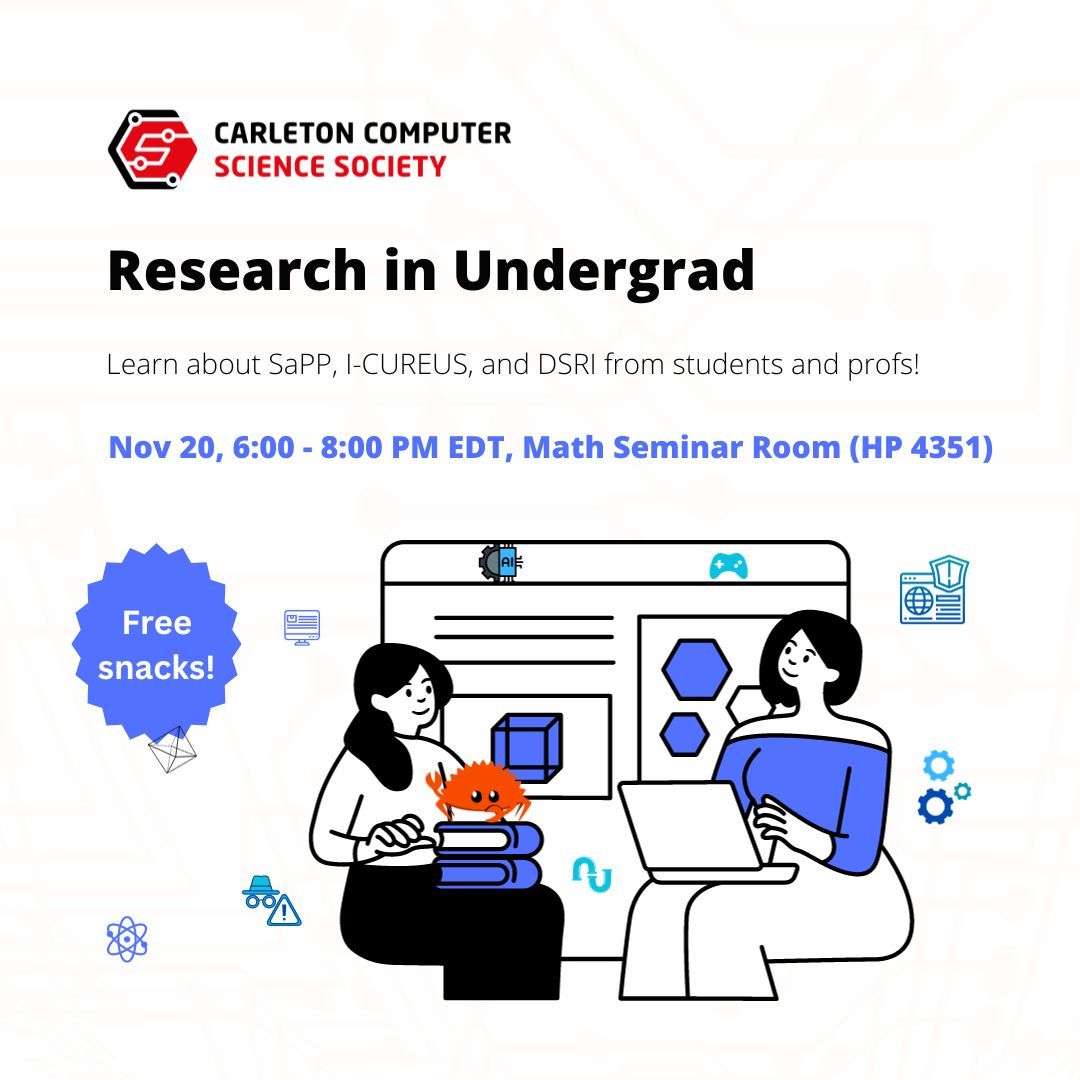 CARLETON COMPUTER
SCIENCE SOCIETY
Research in Undergrad
Learn about SaPP, I-CUREUS, and DSRI from students and profs!
Nov 20, 6:00 - 8:00 PM EDT, Math Seminar Room (HP 4351)
Free
snacks!
AI